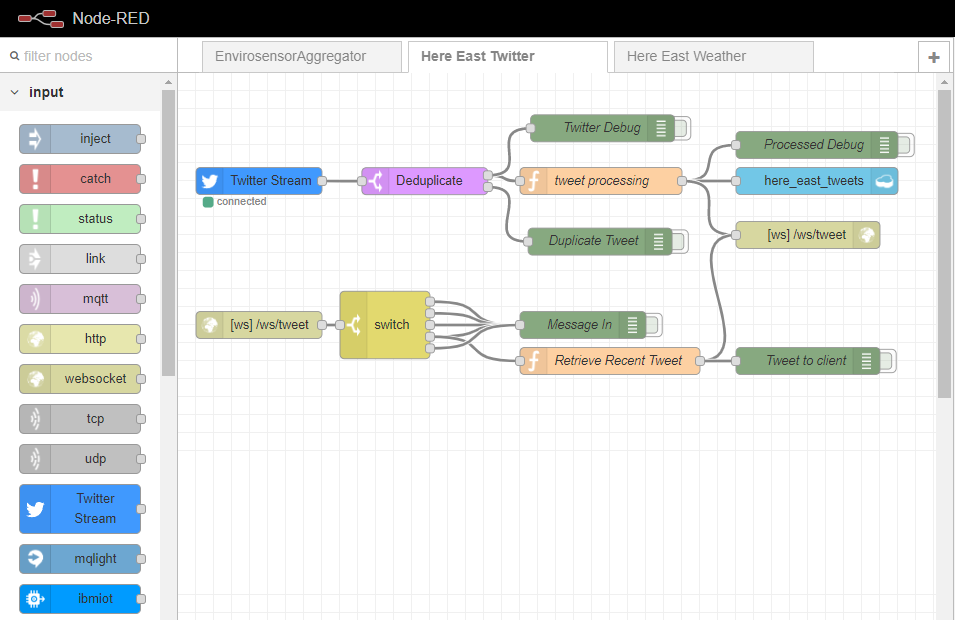 Node-RED
filter nodes
EnvirosensorAggregator
Here East Twitter
Here East Weather
+
input
inject
catch
status
link
mqtt
http
websocket
tcp
udp
Twitter
Stream
mqlight
ibmiot
Twitter Debug
Processed Debug
Twitter Stream
Deduplicate
tweet processing
here_east_tweets
connected
Duplicate Tweet
[ws] /ws/tweet
[ws] /ws/tweet
switch
Message In
Retrieve Recent Tweet
Tweet to client